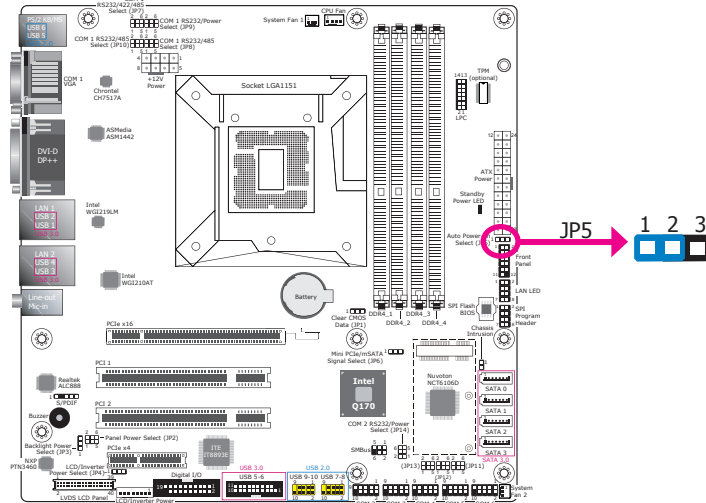 RS232/422/485
Select (JP7)
COM 1 RS232/Power
Select (JP9)
System Fan 1
CPU Fan
PS/2 KB/MS
USB 6
USB 5
COM 1 RS232/485
Select (JP10)
COM 1 RS232/485
Select (JP8)
+12V
Power
COM 1
VGA
Chrontel
CH7517A
Socket LGA1151
TPM
(optional)
LPC
ASMedia
ASM1442
DVI-D
DP++
ATX
Power
Standby
Power LED
LAN 1
USB 2
USB 1
USB 3.0
Intel
WGI219LM
Auto Power-on
Select (JP5)
JP5
1 2 3
Front
Panel
LAN 2
USB 4
USB 3
USB 3.0
Intel
WGI210AT
LAN LED
Line-out
Mic-in
Battery
SPI Flash
BIOS
SPI
Program
Header
Clear CMOS
Data (JP1)
DDR4_1
DDR4_2
DDR4_3
DDR4_4
Chassis
Intrusion
PCIe x16
Mini PCIe/mSATA
Signal Select (JP6)
PCI 1
Nuvoton
NCT6106D
Intel
Q170
Realtek
ALC888
S/PDIF
SATA 0
SATA 1
SATA 2
SATA 3
SATA 3.0
PCI 2
Buzzer
COM 2 RS232/Power
Select (JP14)
Panel Power Select (JP2)
Backlight Power
Select (JP3)
SMBus
ITE
IT8893E
PCIe x4
NXP
PTN3460
LCD/Inverter
Power Select (JP4)
(JP13)
(JP12)
(JP11)
Digital I/O
USB 3.0
USB 5-6
USB 2.0
USB 9-10
USB 7-8
System
Fan 2
LVDS LCD Panel
LCD/Inverter Power